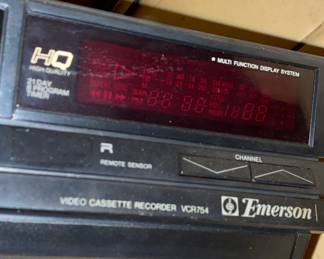 ★ MULTI FUNCTION DISPLAY SYSTEM
HQ
HIGH QUALITY
21 DAY
8 PROGRAM
TIMER
R
REMOTE SENSOR
CHANNEL
VIDEO CASSETTE RECORDER VCR754
Emerson